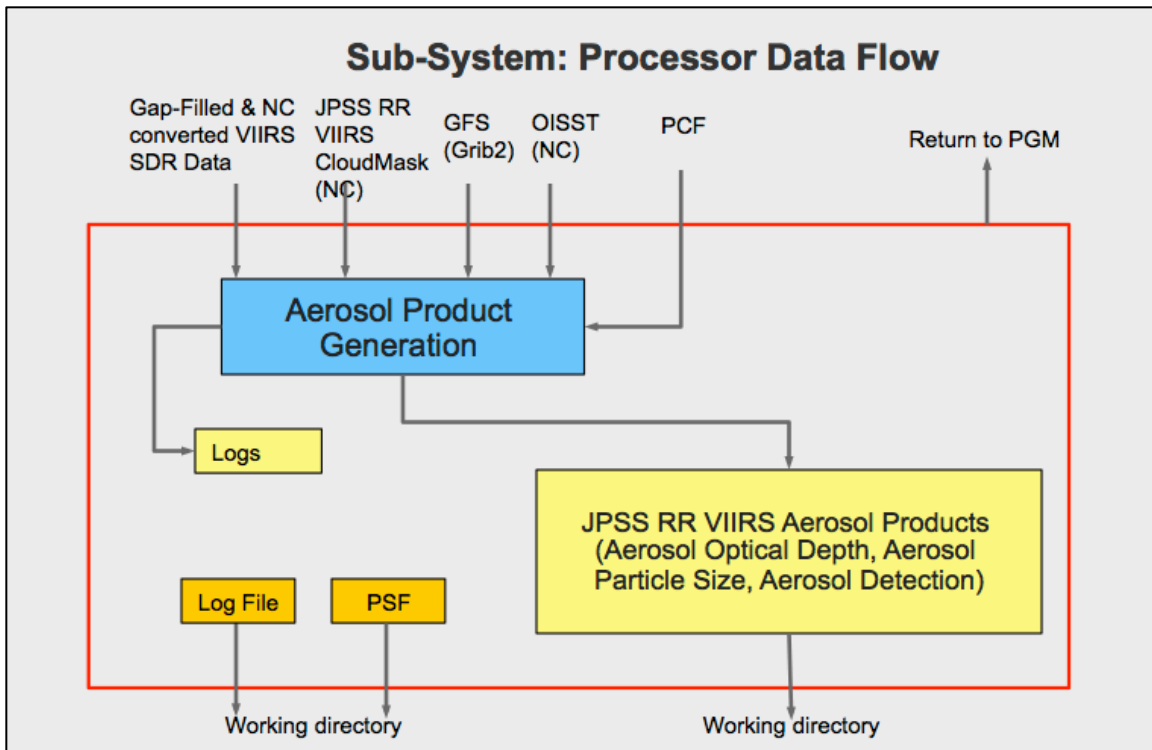 Sub-System: Processor Data Flow
Gap-Filled & NC
converted VIIRS
SDR Data
JPSS RR
VIIRS
CloudMask
(NC)
GFS
(Grib2)
OISST
(NC)
PCF
Return to PGM
Aerosol Product
Generation
Logs
JPSS RR VIIRS Aerosol Products
(Aerosol Optical Depth, Aerosol
Particle Size, Aerosol Detection)
Log File
PSF
Working directory
Working directory